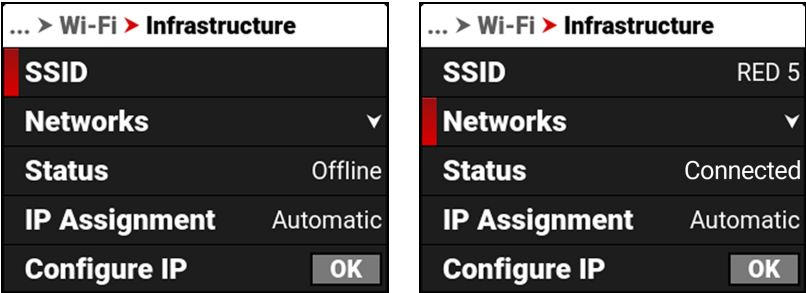 ... > Wi-Fi > Infrastructure
SSID
Networks
Status Offline
IP Assignment Automatic
Configure IP OK
... > Wi-Fi > Infrastructure
SSID RED 5
Networks
Status Connected
IP Assignment Automatic
Configure IP OK